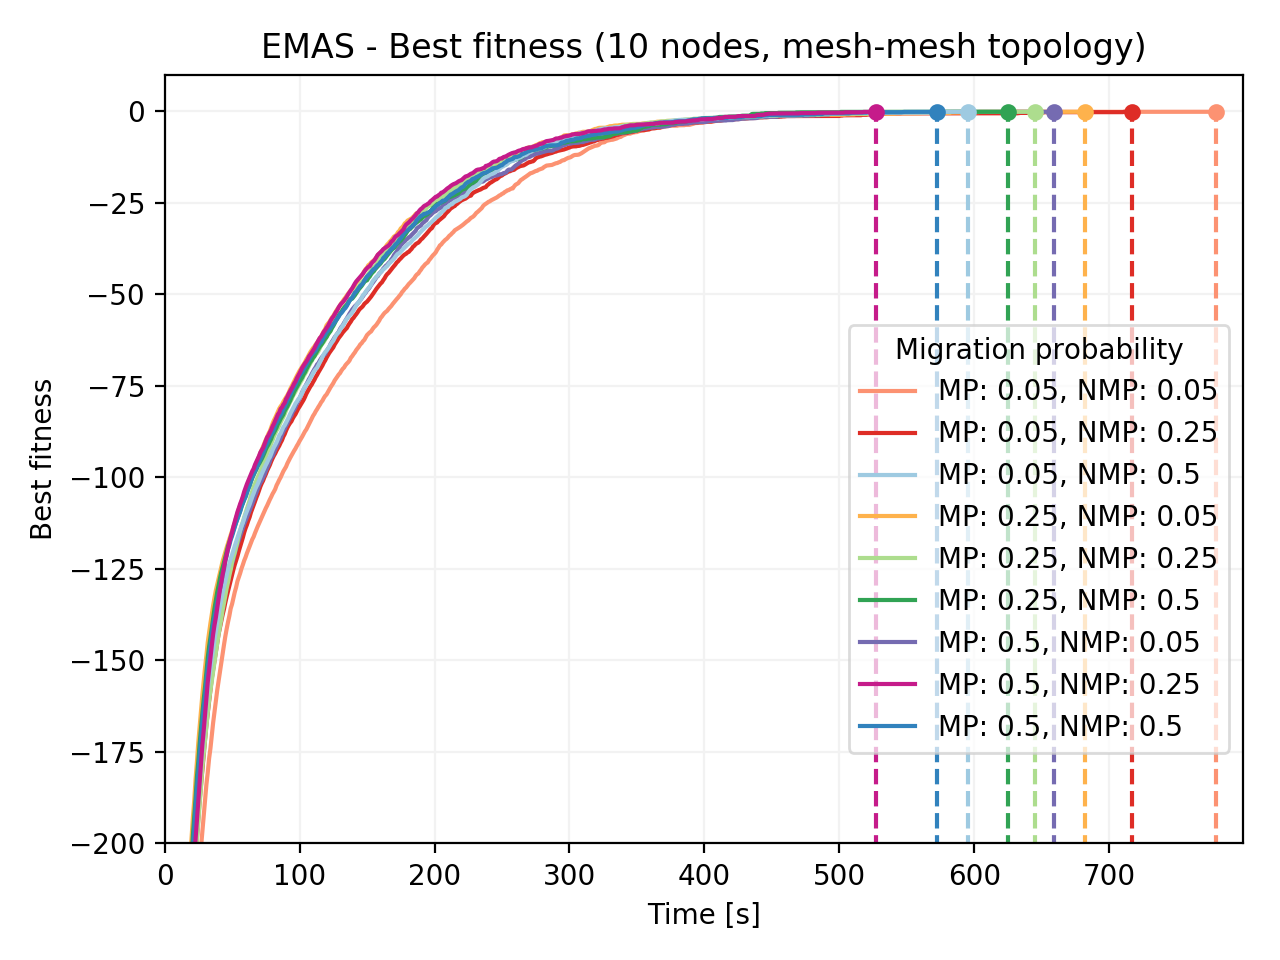 EMAS - Best fitness (10 nodes, mesh-mesh topology)
Best fitness
0
−25
−50
−75
−100
−125
−150
−175
−200
Migration probability
MP: 0.05, NMP: 0.05
MP: 0.05, NMP: 0.25
MP: 0.05, NMP: 0.5
MP: 0.25, NMP: 0.05
MP: 0.25, NMP: 0.25
MP: 0.25, NMP: 0.5
MP: 0.5, NMP: 0.05
MP: 0.5, NMP: 0.25
MP: 0.5, NMP: 0.5
0 100 200 300 400 500 600 700
Time [s]